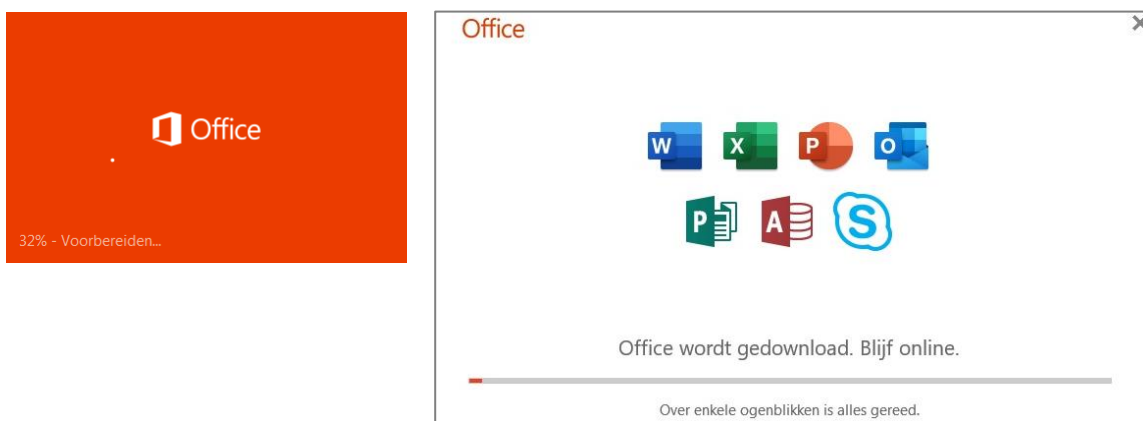 Office
32% - Voorbereiden...
Office
W X P O
P A S
Office wordt gedownload. Blijf online.
Over enkele ogenblikken is alles gereed.